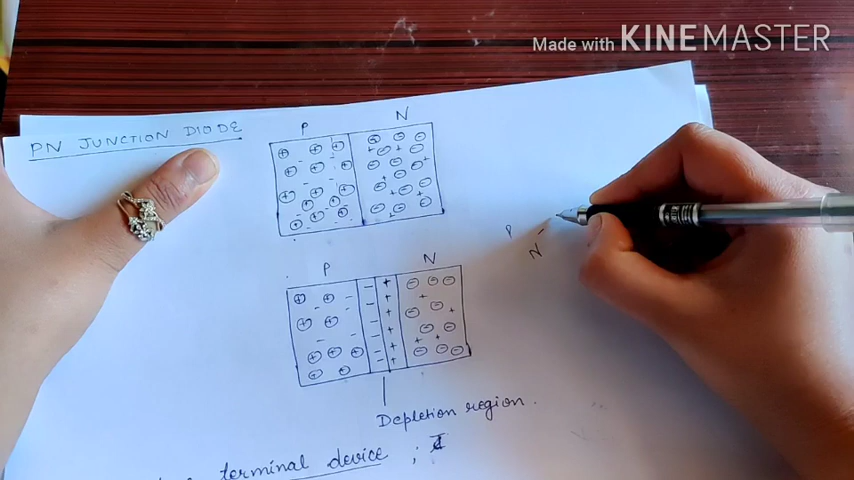 Made with KINEMASTER
PN JUNCTION DIODE
P N
P
N -
P N
Depletion region.
terminal device ;